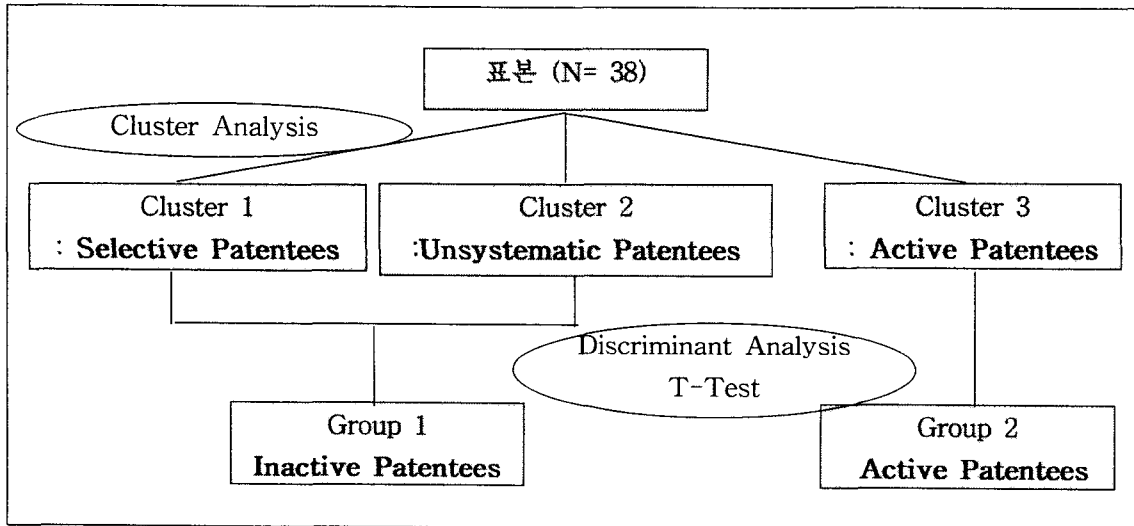 표본 (N= 38)
Cluster Analysis
Cluster 1
: Selective Patentees
Cluster 2
:Unsystematic Patentees
Cluster 3
: Active Patentees
Discriminant Analysis
T-Test
Group 1
Inactive Patentees
Group 2
Active Patentees